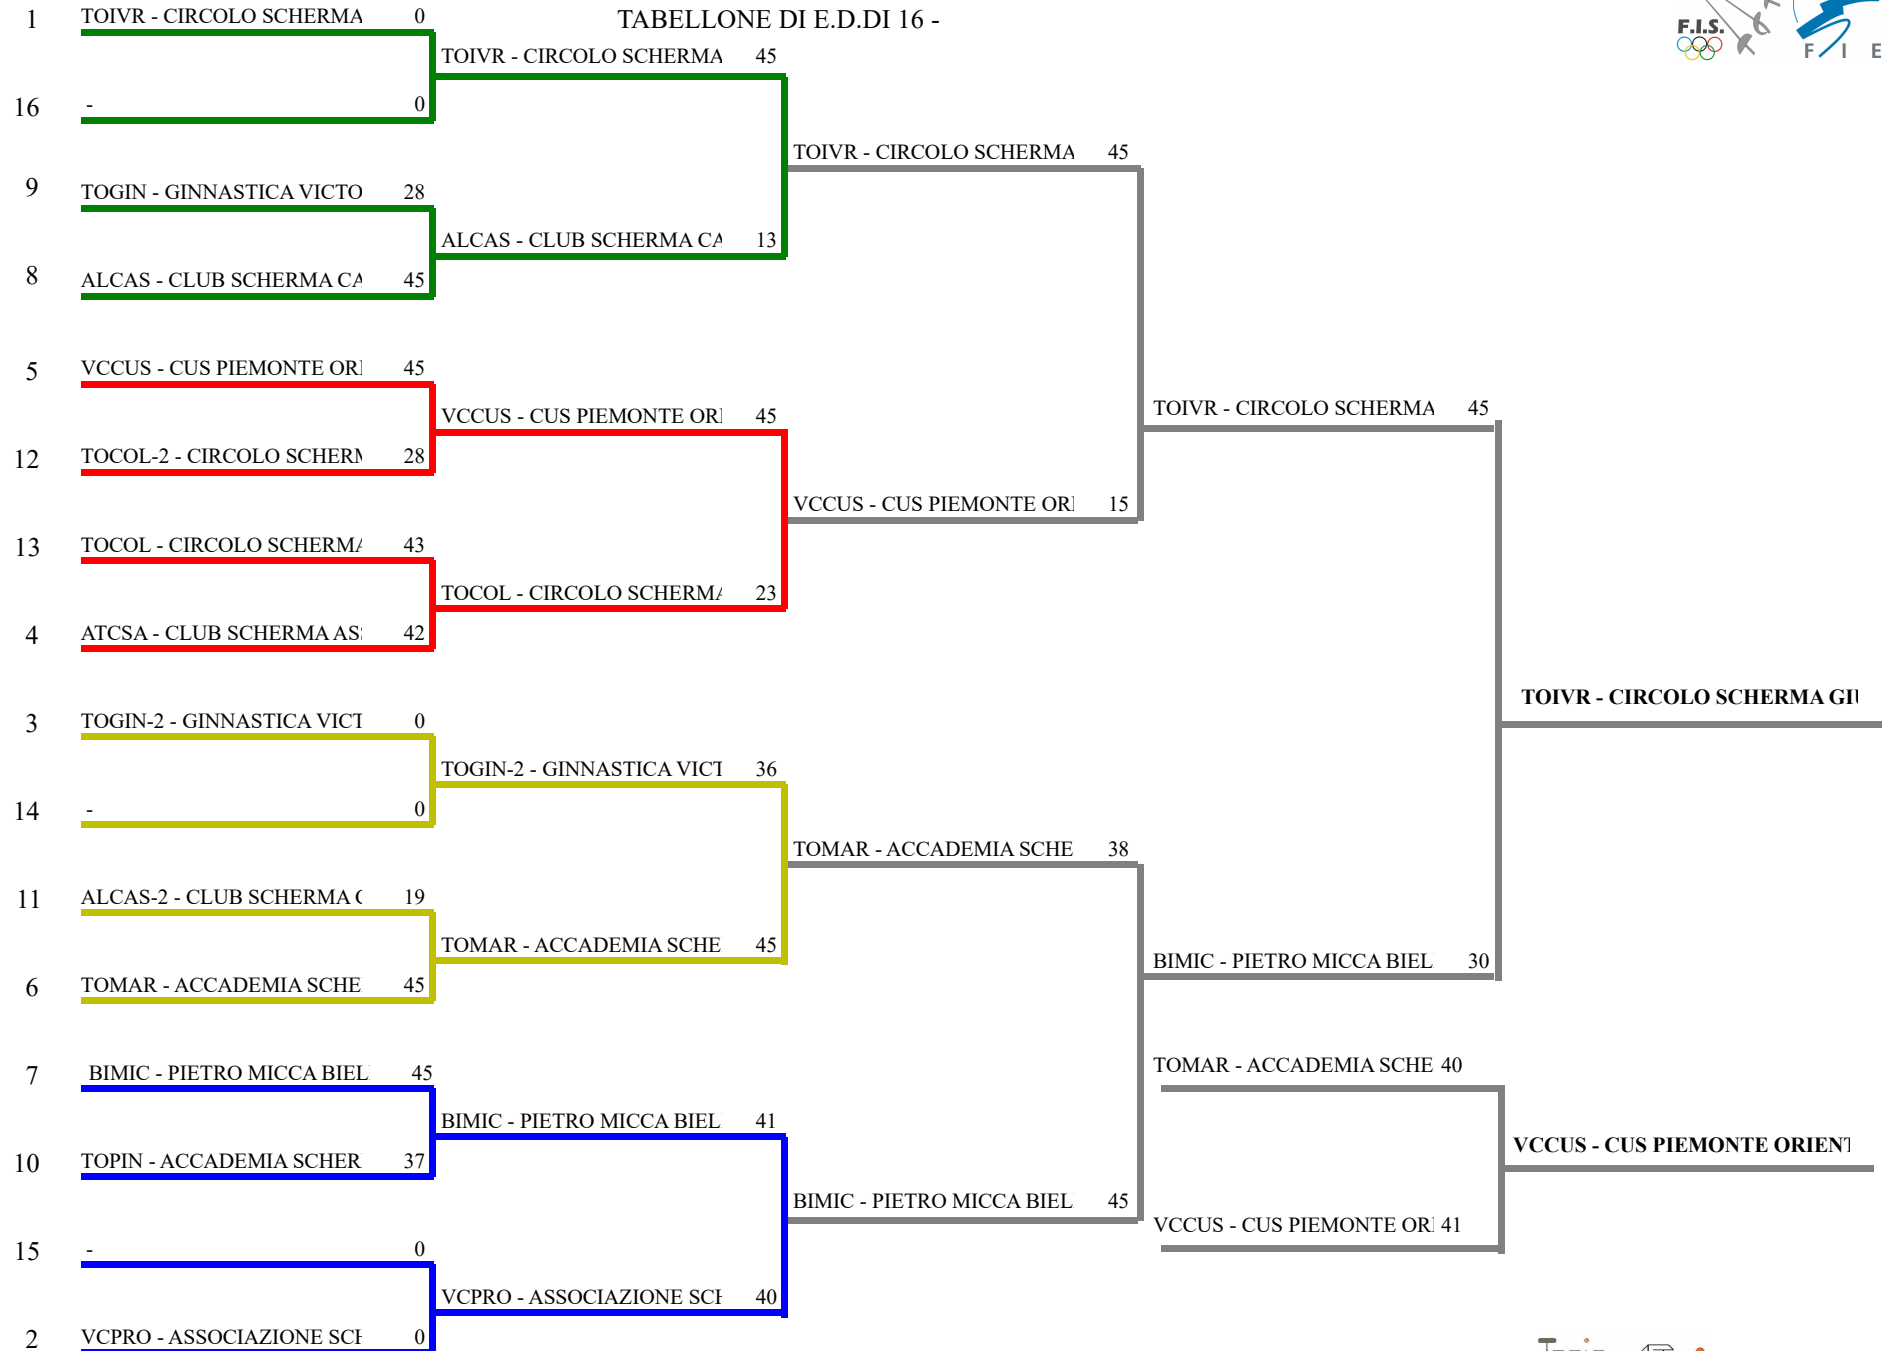 1 TOIVR - CIRCOLO SCHERMA 0
TABELLONE DI E.D.DI 16 -
F.I.S.
F I E
TOIVR - CIRCOLO SCHERMA 45
16 - 0
TOIVR - CIRCOLO SCHERMA 45
9 TOGIN - GINNASTICA VICTO 28
ALCAS - CLUB SCHERMA CA 13
8 ALCAS - CLUB SCHERMA CA 45
5 VCCUS - CUS PIEMONTE ORI 45
VCCUS - CUS PIEMONTE ORI 45
TOIVR - CIRCOLO SCHERMA 45
12 TOCOL-2 - CIRCOLO SCHERM 28
VCCUS - CUS PIEMONTE ORI 15
13 TOCOL - CIRCOLO SCHERMA 43
TOCOL - CIRCOLO SCHERMA 23
4 ATCSA - CLUB SCHERMA AS 42
TOIVR - CIRCOLO SCHERMA GIU
3 TOGIN-2 - GINNASTICA VICT 0
TOGIN-2 - GINNASTICA VICT 36
14 - 0
TOMAR - ACCADEMIA SCHE 38
11 ALCAS-2 - CLUB SCHERMA C 19
TOMAR - ACCADEMIA SCHE 45
BIMIC - PIETRO MICCA BIEL 30
6 TOMAR - ACCADEMIA SCHE 45
TOMAR - ACCADEMIA SCHE 40
7 BIMIC - PIETRO MICCA BIEL 45
BIMIC - PIETRO MICCA BIEL 41
VCCUS - CUS PIEMONTE ORIENT
10 TOPIN - ACCADEMIA SCHER 37
BIMIC - PIETRO MICCA BIEL 45
VCCUS - CUS PIEMONTE ORI 41
15 - 0
VCPRO - ASSOCIAZIONE SCH 40
2 VCPRO - ASSOCIAZIONE SCH 0